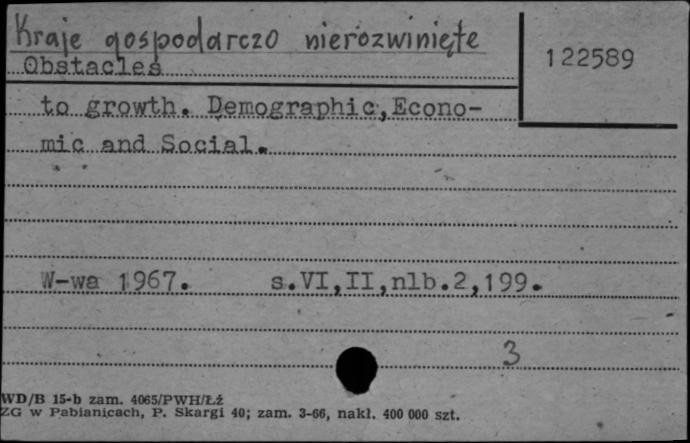 Kraje gospodarczo nierozwinięte
122589
Obstacles
to growth. Demographic,Econo-
mic and Social.
W-wa 1967. s.VI,II,nlb.2,199.
3
WD/B 15-b zam. 4065/PWH/Łź
ZG w Pabianicach, P. Skargi 40; zam. 3-66, nakł. 400 000 szt.